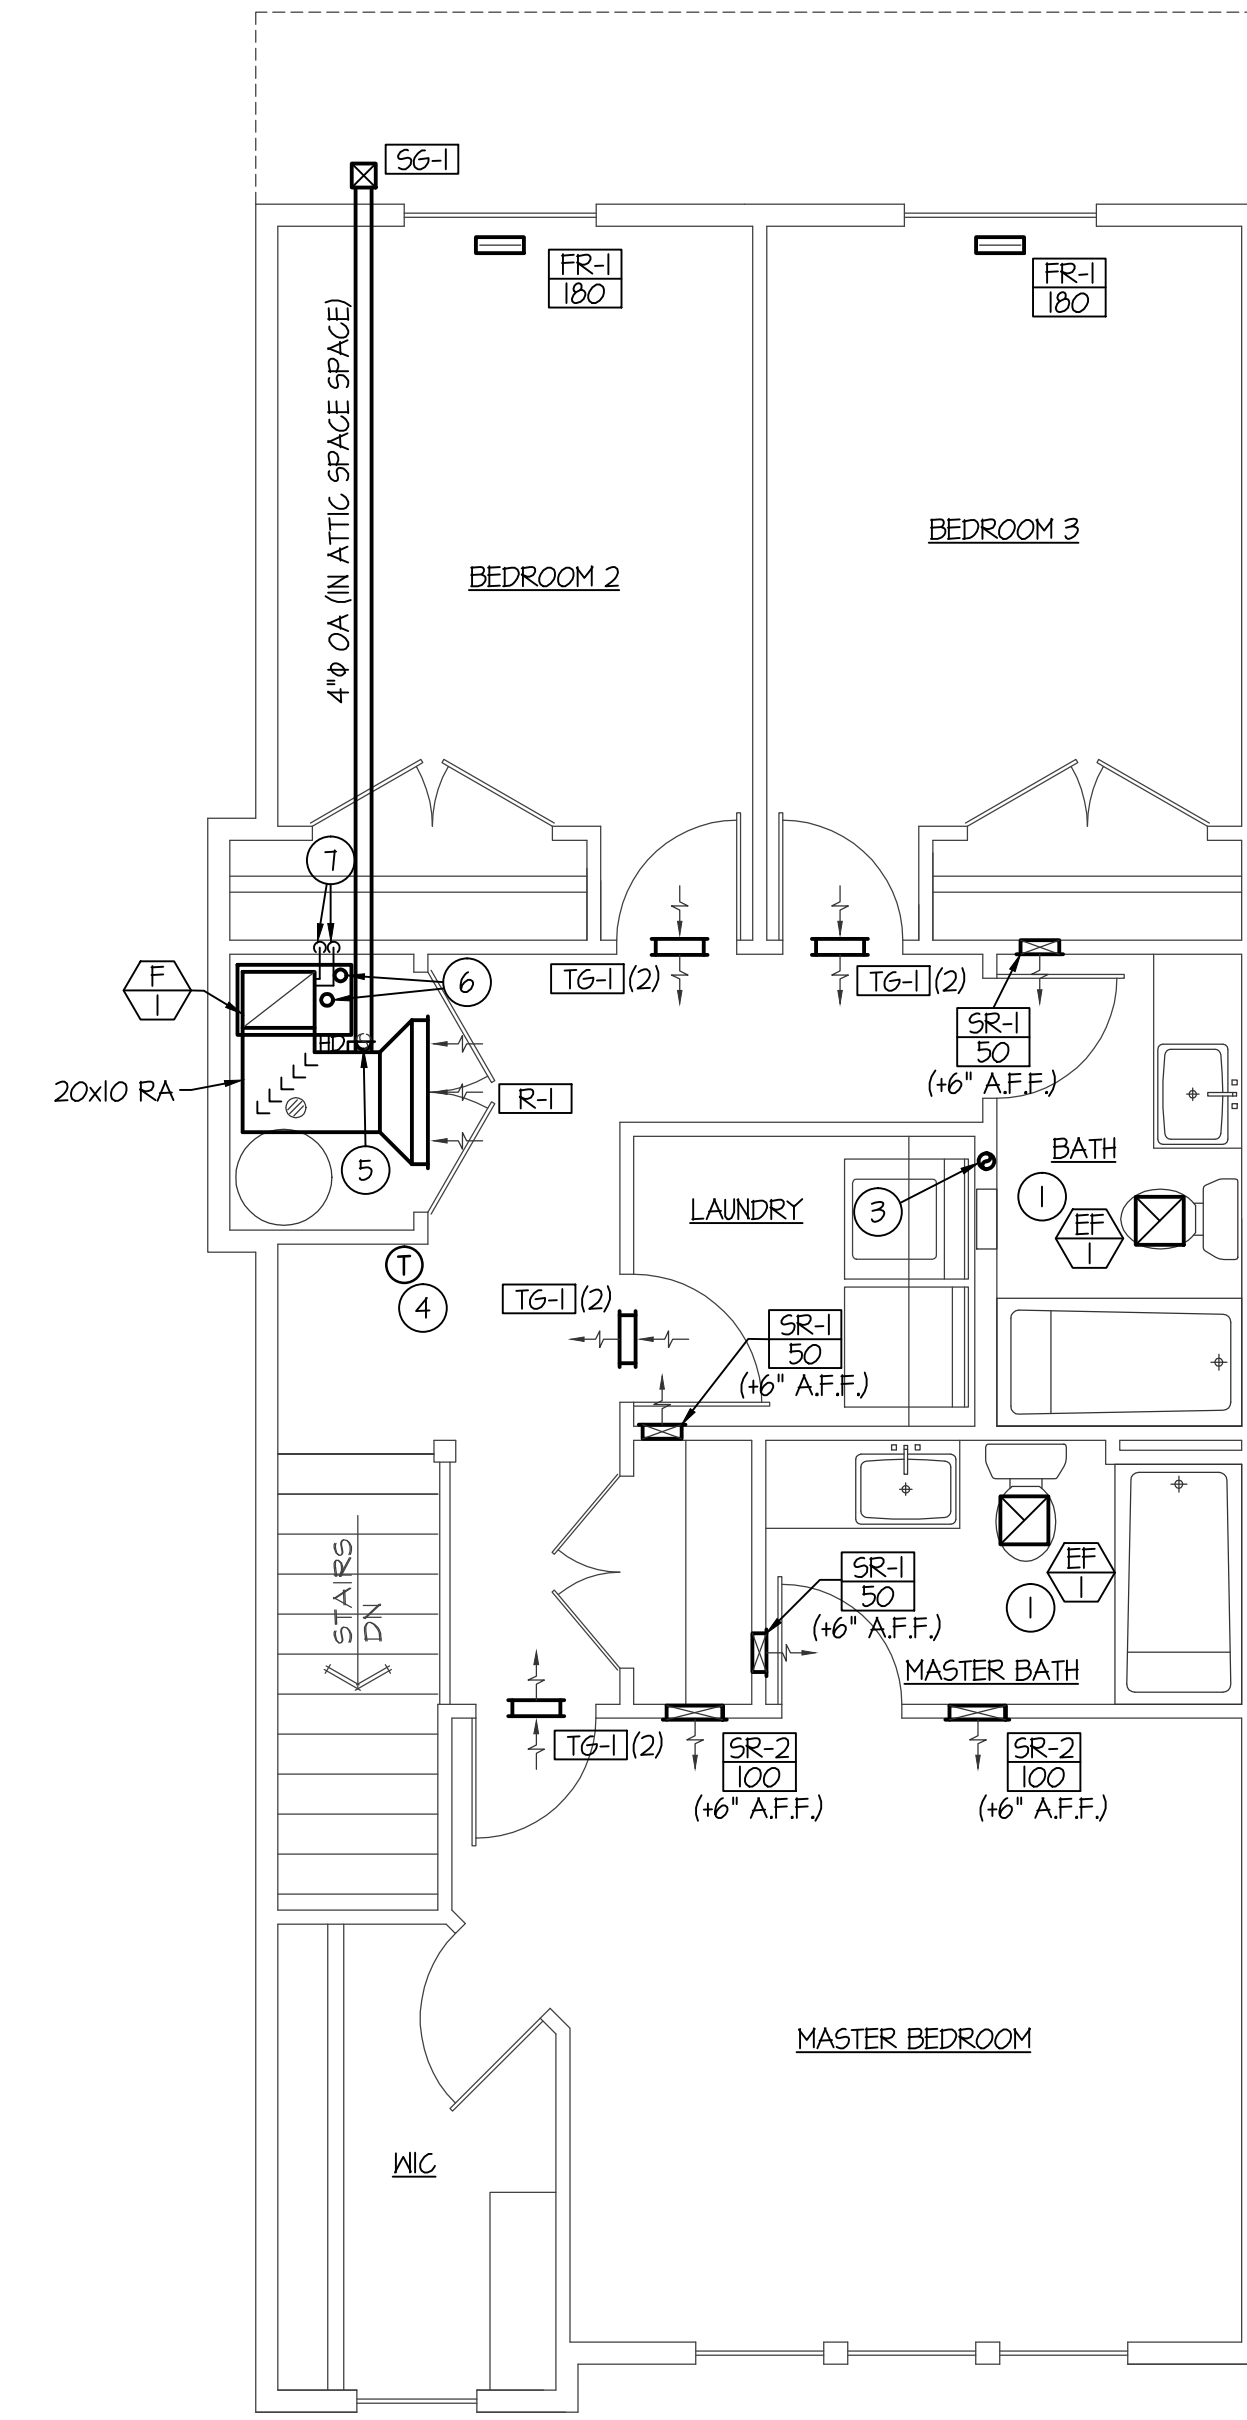 SG-1
FR-1
180
FR-1
180
4"Φ OA (IN ATTIC SPACE SPACE)
BEDROOM 3
BEDROOM 2
7
F
1
6
TG-1 (2)
TG-1 (2)
SR-1
50
(+6" A.F.F.)
HD
20x10 RA
R-1
5
BATH
LAUNDRY
3
1
EF
1
T
4
TG-1 (2)
SR-1
50
(+6" A.F.F.)
STAIRS
DN
SR-1
50
(+6" A.F.F.)
EF
1
1
MASTER BATH
TG-1 (2)
SR-2
100
(+6" A.F.F.)
SR-2
100
(+6" A.F.F.)
MASTER BEDROOM
WIC